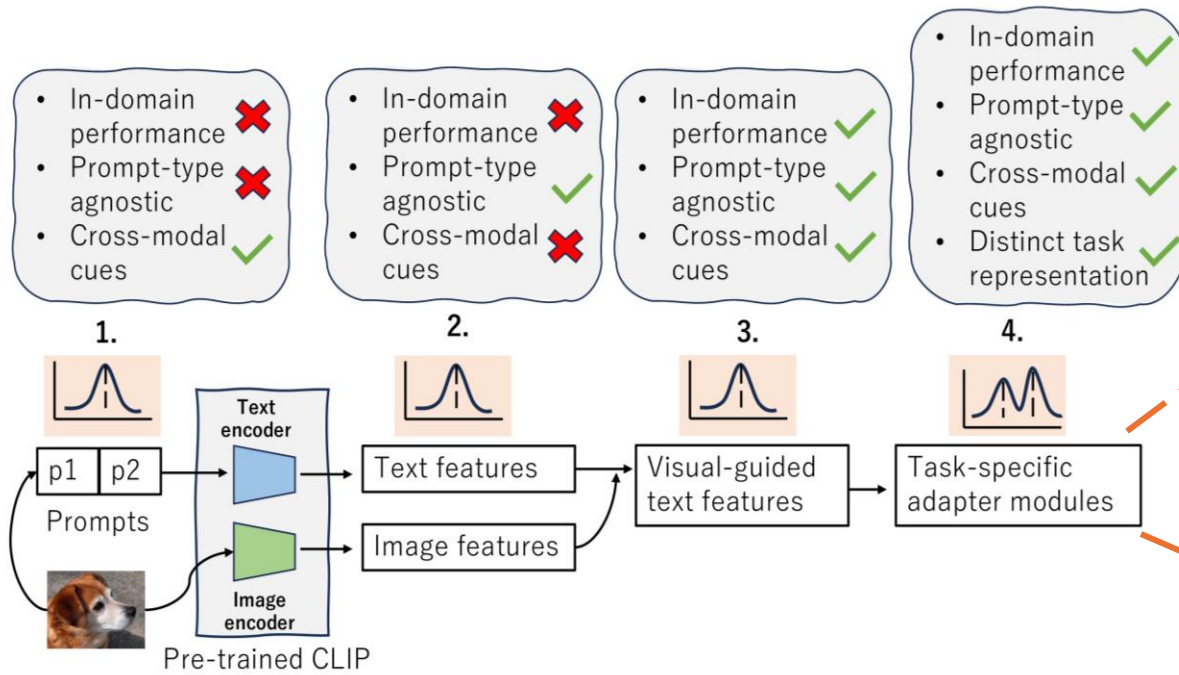 • In-domain
performance
• Prompt-type
agnostic
• Cross-modal
cues
• In-domain
performance
• Prompt-type
agnostic
• Cross-modal
cues
• In-domain
performance
• Prompt-type
agnostic
• Cross-modal
cues
• In-domain
performance
• Prompt-type
agnostic
• Cross-modal
cues
• Distinct task
representation
1.
2.
3.
4.
p1
p2
Prompts
Text
encoder
Image
encoder
Pre-trained CLIP
Text features
Image features
Visual-guided
text features
Task-specific
adapter modules